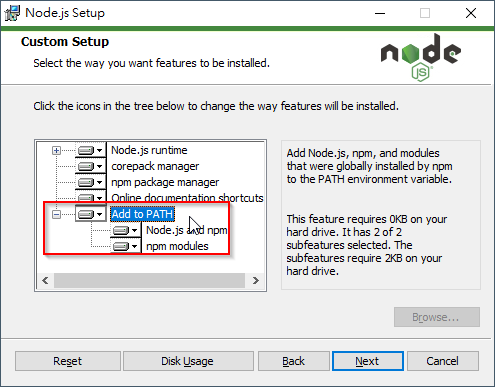 Node.js Setup
Custom Setup
Select the way you want features to be installed.
node
JS
Click the icons in the tree below to change the way features will be installed.
Node.js runtime
corepack manager
npm package manager
Online documentation shortcuts
Add to PATH
Node.js and npm
npm modules
Add Node.js, npm, and modules
that were globally installed by npm
to the PATH environment variable.
This feature requires 0KB on your
hard drive. It has 2 of 2
subfeatures selected. The
subfeatures require 2KB on your
hard drive.
Browse...
Reset
Disk Usage
Back
Next
Cancel